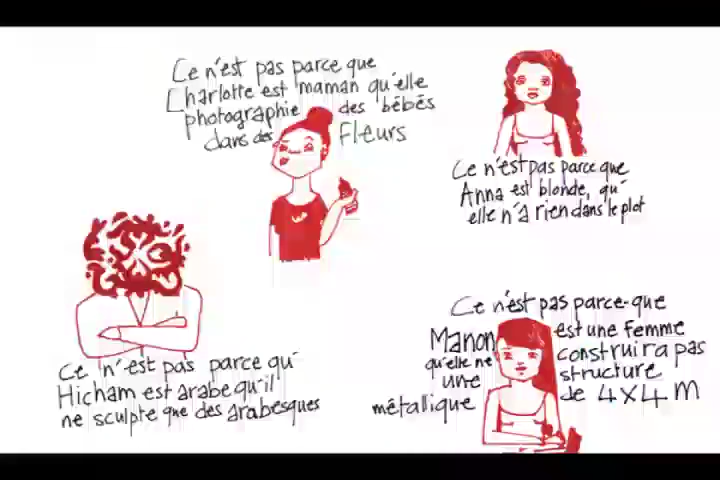 Ce n'est pas parce que
Charlotte est maman qu'elle
photographie des bébés
dans des fleurs
Ce n'est pas parce que
Anna est blonde, qu'
elle n'a rien dans le plot
Ce n'est pas parce qu'
Hicham est arabe qu'il
ne sculpte que des arabesques
Ce n'est pas parce-que
Manon est une femme
qu'elle ne construira pas
une structure
métallique de 4x4 m